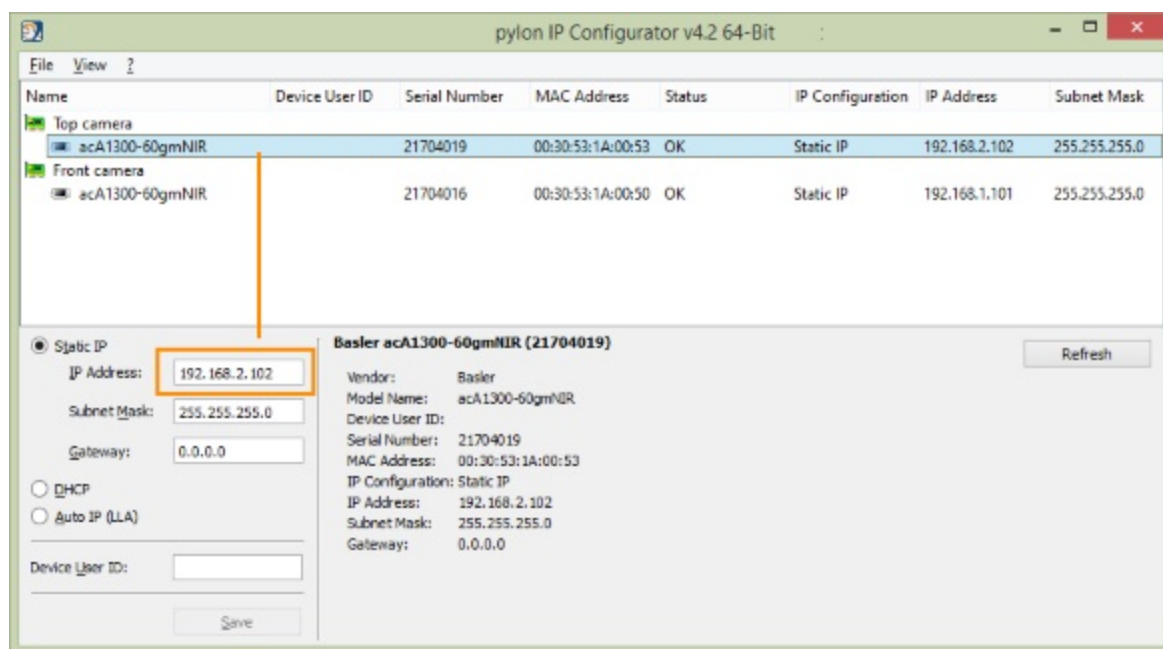 pylon IP Configurator v4.2 64-Bit :
File View ?
Name Device User ID Serial Number MAC Address Status IP Configuration IP Address Subnet Mask
Top camera
acA1300-60gmNIR 21704019 00:30:53:1A:00:53 OK Static IP 192.168.2.102 255.255.255.0
Front camera
acA1300-60gmNIR 21704016 00:30:53:1A:00:50 OK Static IP 192.168.1.101 255.255.255.0
Static IP
IP Address: 192.168.2.102
Subnet Mask: 255.255.255.0
Gateway: 0.0.0.0
DHCP
Auto IP (LLA)
Device User ID:
Save
Basler acA1300-60gmNIR (21704019)
Vendor: Basler
Model Name: acA1300-60gmNIR
Device User ID:
Serial Number: 21704019
MAC Address: 00:30:53:1A:00:53
IP Configuration: Static IP
IP Address: 192.168.2.102
Subnet Mask: 255.255.255.0
Gateway: 0.0.0.0
Refresh